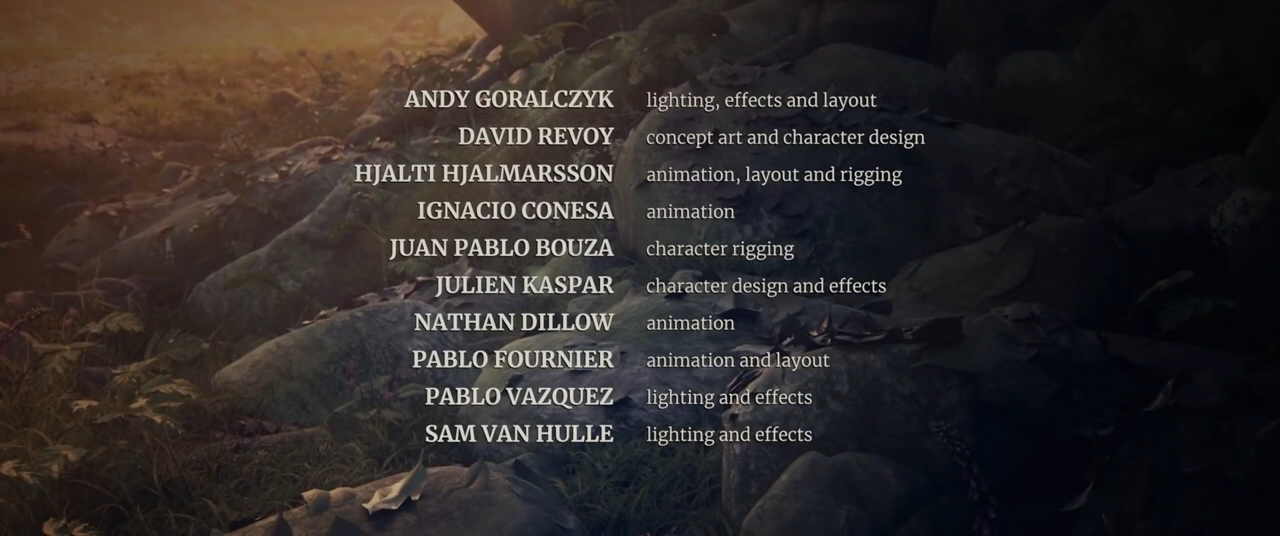 ANDY GORALCZYK lighting, effects and layout
DAVID REVOY concept art and character design
HJALTI HJALMARSSON animation, layout and rigging
IGNACIO CONESA animation
JUAN PABLO BOUZA character rigging
JULIEN KASPAR character design and effects
NATHAN DILLOW animation
PABLO FOURNIER animation and layout
PABLO VAZQUEZ lighting and effects
SAM VAN HULLE lighting and effects